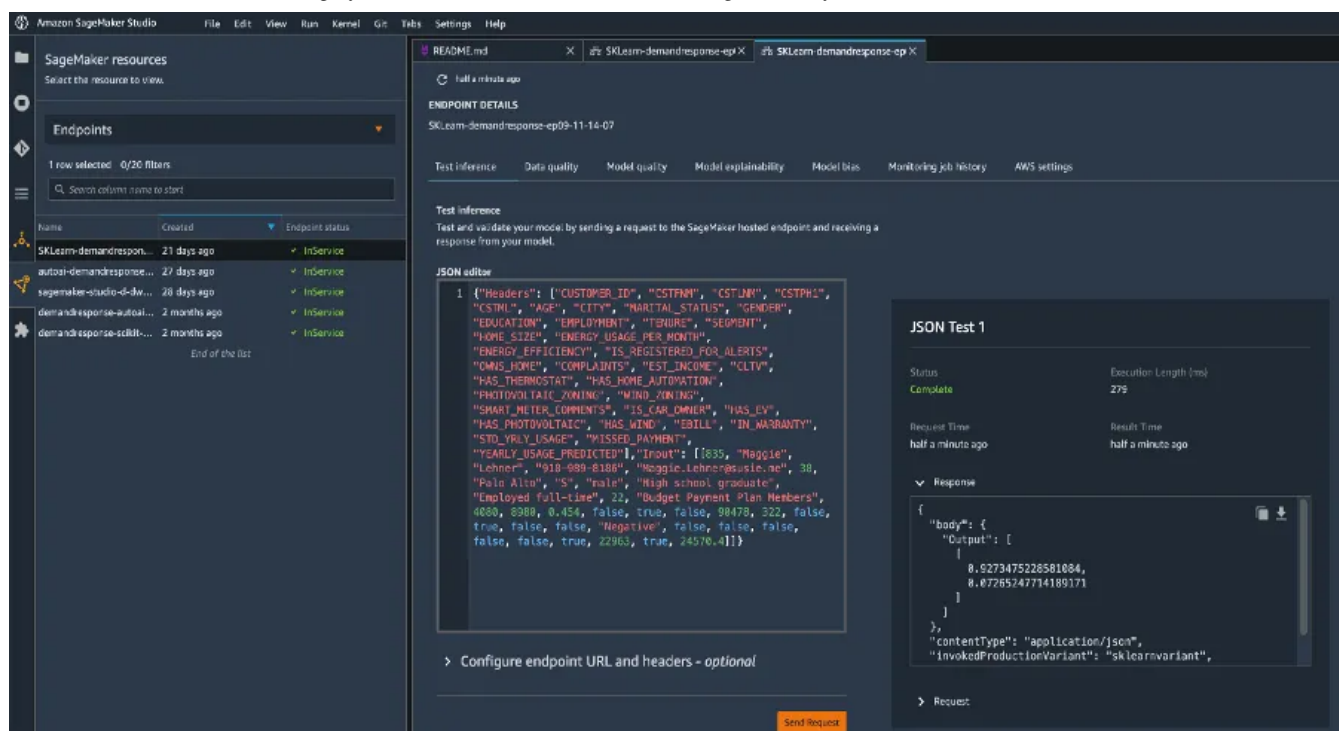 Amazon SageMaker Studio
File Edit View Run Kernel Git Tabs Settings Help
SageMaker resources
Select the resource to view.
Endpoints
1 row selected 0/20 filters
Search column name to start
Name Created Endpoint status
SKLearn-demandrespon... 21 days ago InService
autoai-demandresponse... 27 days ago InService
sagemaker-studio-d-dw... 28 days ago InService
demandresponse-autoai... 2 months ago InService
demandresponse-scikit-... 2 months ago InService
End of the list
README.md SKLearn-demandresponse-ep SKLearn-demandresponse-ep
half a minute ago
ENDPOINT DETAILS
SKLearn-demandresponse-ep09-11-14-07
Test inference Data quality Model quality Model explainability Model bias Monitoring job history AWS settings
Test inference
Test and validate your model by sending a request to the SageMaker hosted endpoint and receiving a
response from your model.
JSON editor
1 {"Headers": ["CUSTOMER_ID", "CSTFNM", "CSTLNM", "CSTPH1",
"CSTML", "AGE", "CITY", "MARITAL_STATUS", "GENDER",
"EDUCATION", "EMPLOYMENT", "TENURE", "SEGMENT",
"HOME_SIZE", "ENERGY_USAGE_PER_MONTH",
"ENERGY_EFFICIENCY", "IS_REGISTERED_FOR_ALERTS",
"OWNS_HOME", "COMPLAINTS", "EST_INCOME", "CLTV",
"HAS_THERMOSTAT", "HAS_HOME_AUTOMATION",
"PHOTOVOLTAIC_ZONING", "WIND_ZONING",
"SMART_METER_COMMENTS", "IS_CAR_OWNER", "HAS_EV",
"HAS_PHOTOVOLTAIC", "HAS_WIND", "EBILL", "IN_WARRANTY",
"STD_YRLY_USAGE", "MISSED_PAYMENT",
"YEARLY_USAGE_PREDICTED"],"Input": [[835, "Maggie",
"Lehner", "918-989-8186", "Maggie.Lehner@susie.me", 38,
"Palo Alto", "S", "male", "High school graduate",
"Employed full-time", 22, "Budget Payment Plan Members",
4080, 8980, 0.454, false, true, false, 90478, 322, false,
true, false, false, "Negative", false, false, false,
false, false, true, 22963, true, 24570.4]]}
Configure endpoint URL and headers - optional
Send Request
JSON Test 1
Status Execution Length (ms)
Complete 279
Request Time Result Time
half a minute ago half a minute ago
Response
{
"body": {
"Output": [
[
0.9273475228581084,
0.07265247714189171
]
]
},
"contentType": "application/json",
"invokedProductionVariant": "sklearnvariant",
Request